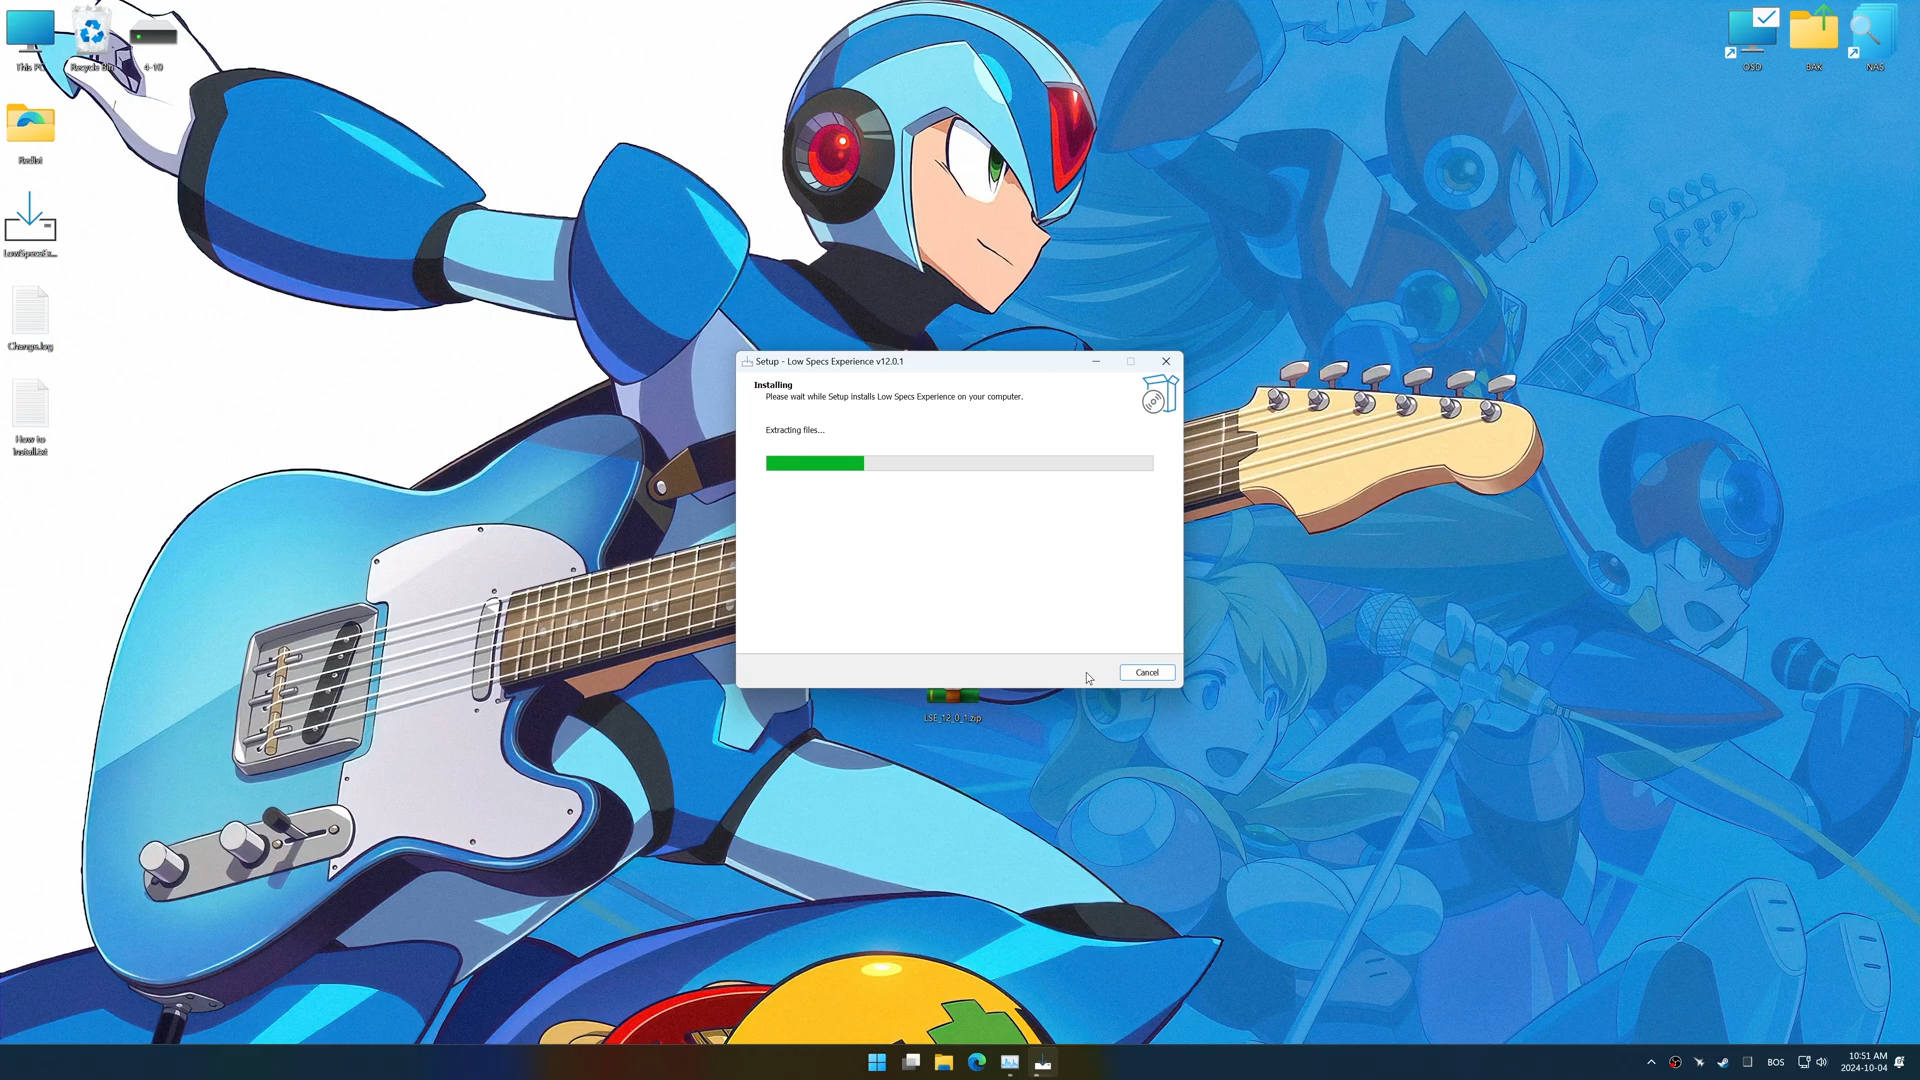 This PC
Recycle Bin
4-10
Redist
LowSpecsEx...
Change.log
How to
Install.txt
OSD
BAK
NAS
Setup - Low Specs Experience v12.0.1
Installing
Please wait while Setup installs Low Specs Experience on your computer.
Extracting files...
Cancel
LSE_12_0_1.zip
BOS
10:51 AM
2024-10-04